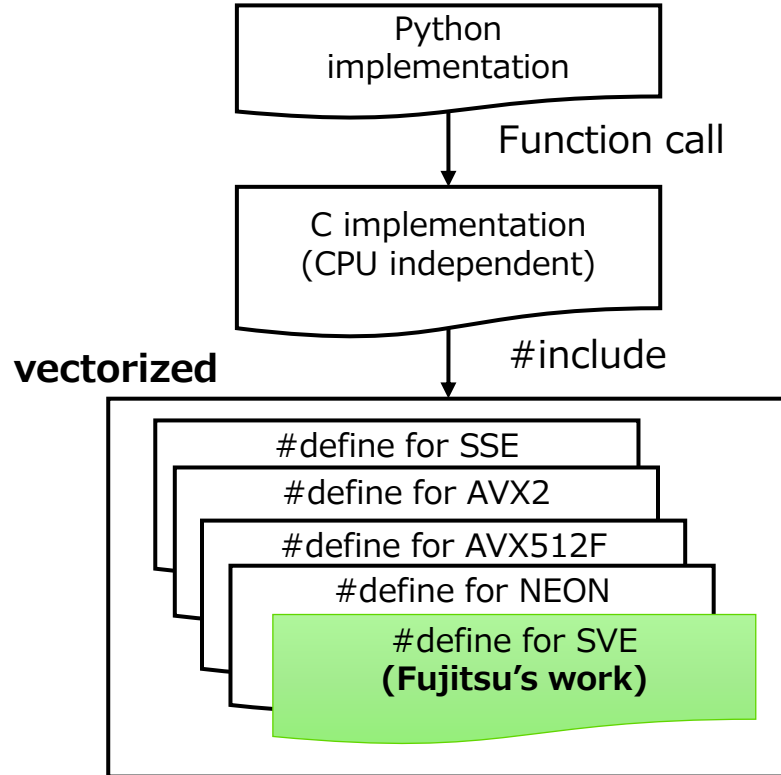 Python
implementation
Function call
C implementation
(CPU independent)
#include
vectorized
#define for SSE
#define for AVX2
#define for AVX512F
#define for NEON
#define for SVE
(Fujitsu’s work)